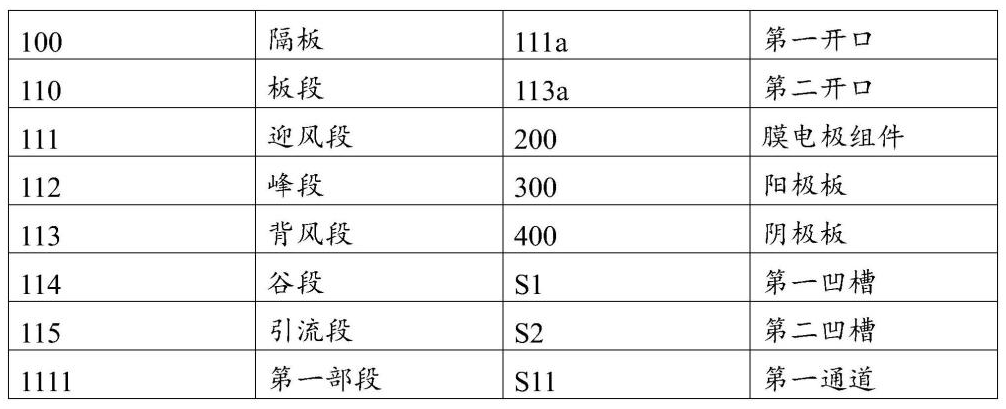 100 隔板 111a 第一开口
110 板段 113a 第二开口
111 迎风段 200 膜电极组件
112 峰段 300 阳极板
113 背风段 400 阴极板
114 谷段 S1 第一凹槽
115 引流段 S2 第二凹槽
1111 第一部段 S11 第一通道